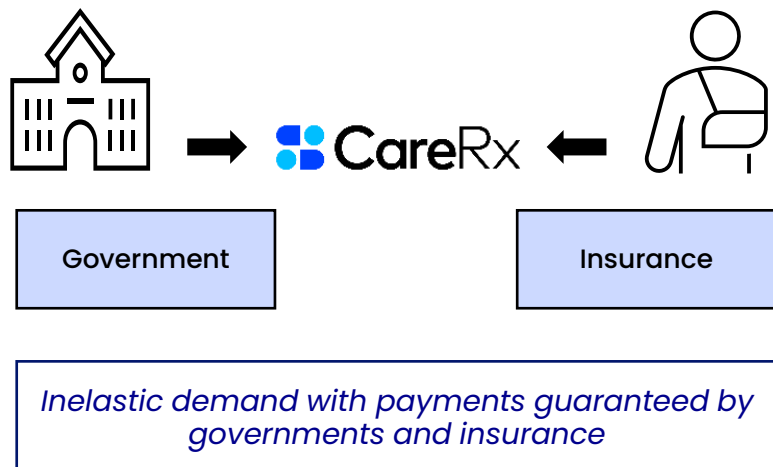 CareRx
Government
Insurance
Inelastic demand with payments guaranteed by
governments and insurance